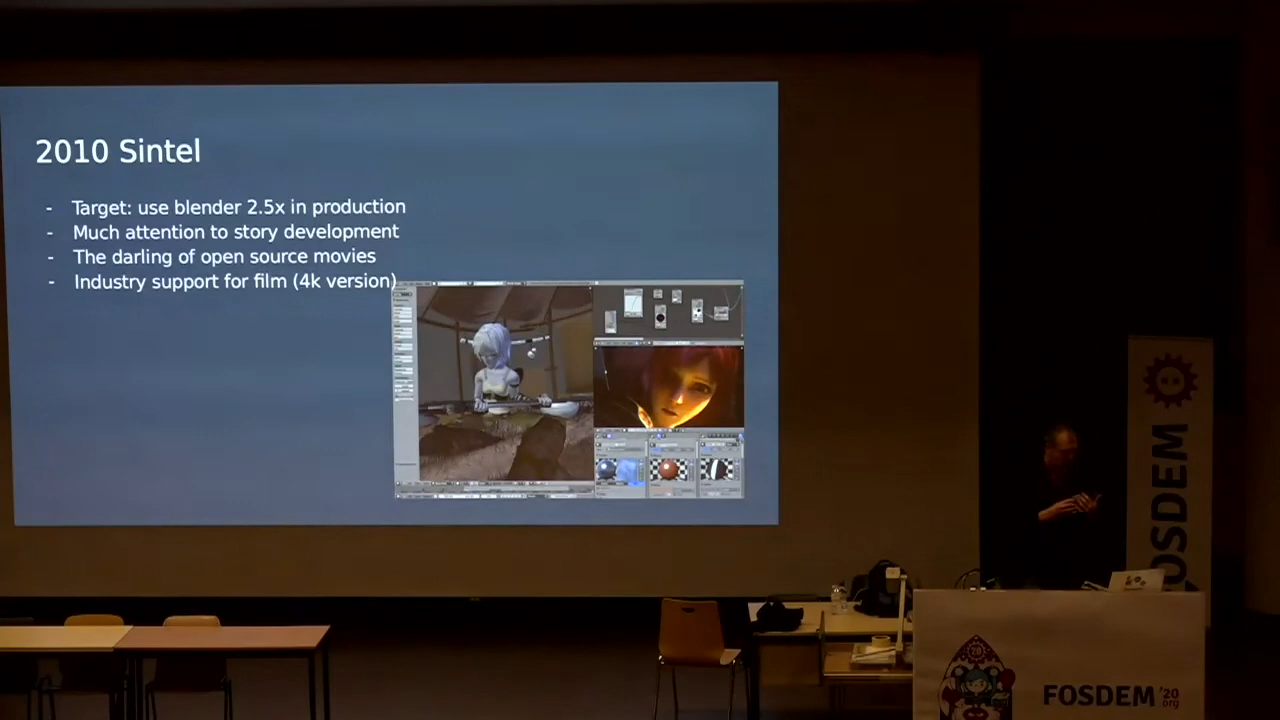 2010 Sintel
- Target: use blender 2.5x in production
- Much attention to story development
- The darling of open source movies
- Industry support for film (4k version)
FOSDEM
FOSDEM '20
.org